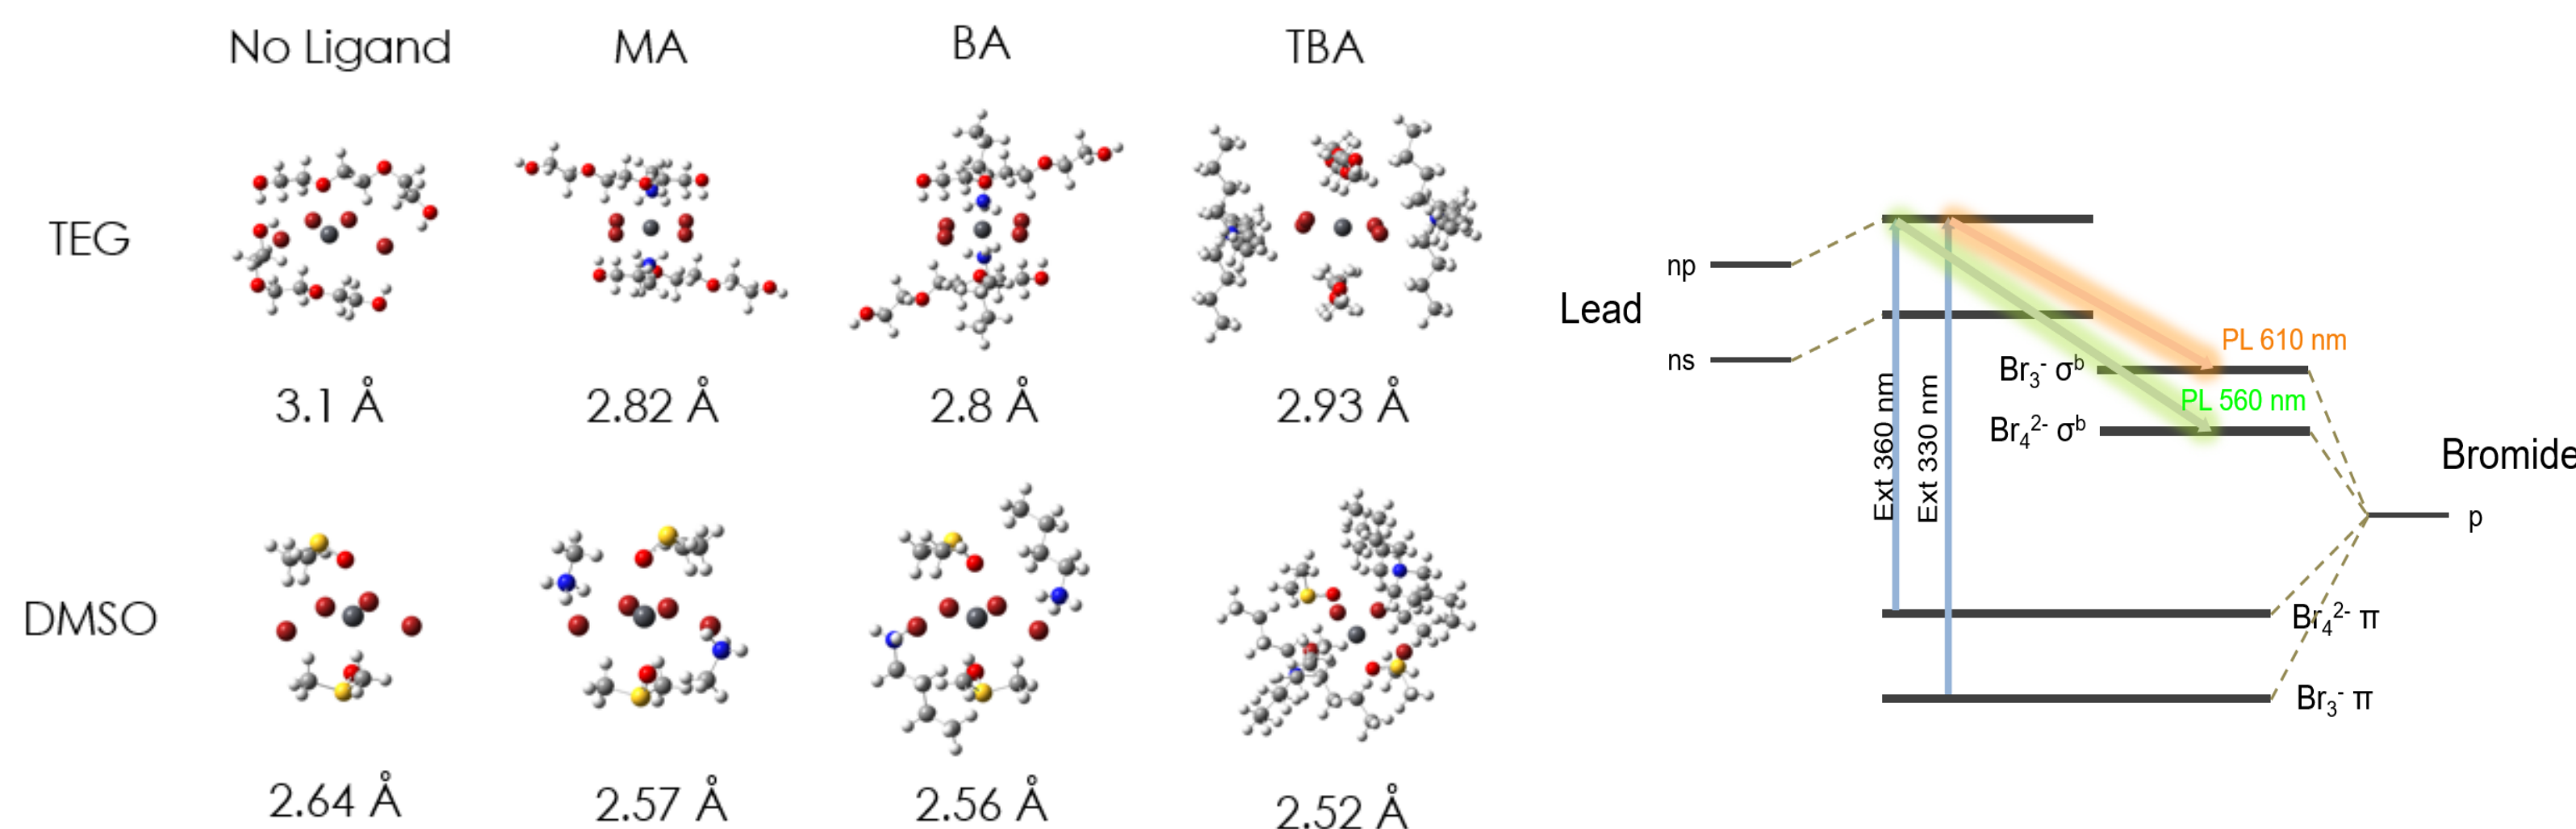 No Ligand
MA
BA
TBA
TEG
3.1 Å
2.82 Å
2.8 Å
2.93 Å
DMSO
2.64 Å
2.57 Å
2.56 Å
2.52 Å
np
Lead
ns
Ext 360 nm
Ext 330 nm
PL 610 nm
Br₃⁻ σᵇ
PL 560 nm
Br₄²⁻ σᵇ
Bromide
p
Br₄²⁻ π
Br₃⁻ π